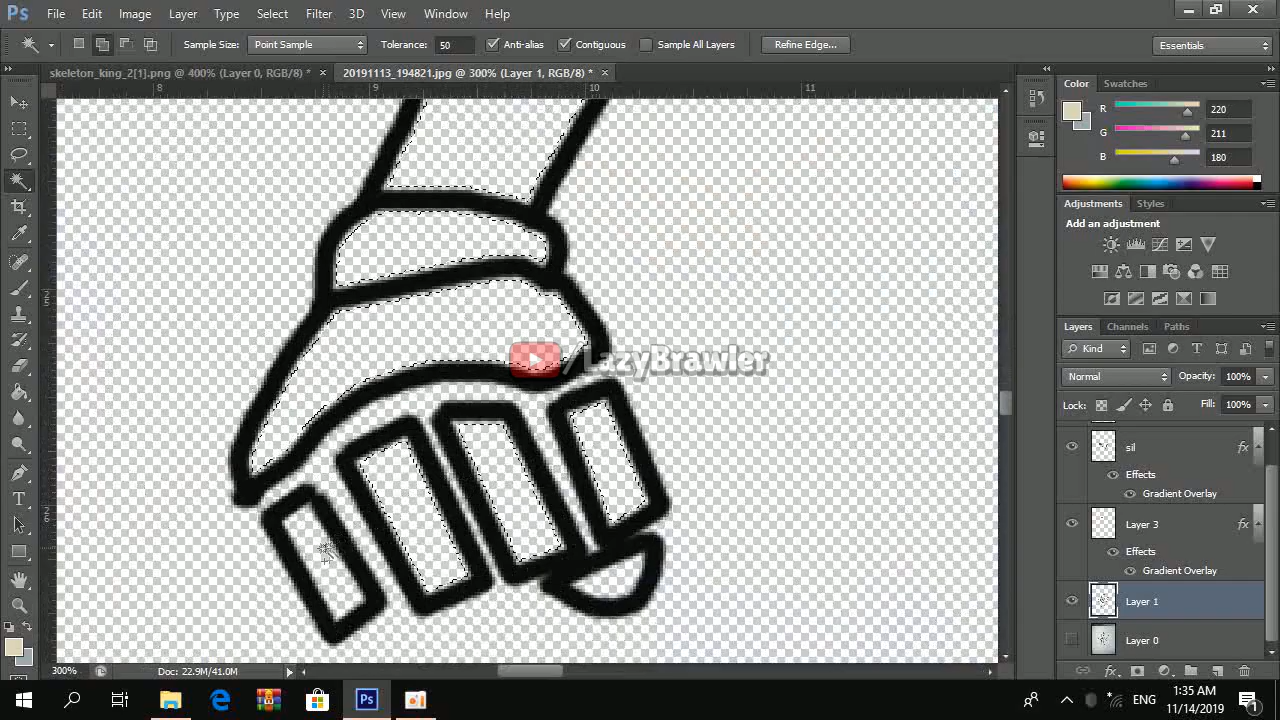 Ps File Edit Image Layer Type Select Filter 3D View Window Help
Sample Size: Point Sample Tolerance: 50 Anti-alias Contiguous Sample All Layers Refine Edge... Essentials
skeleton_king_2[1].png @ 400% (Layer 0, RGB/8) * × 20191113_194821.jpg @ 300% (Layer 1, RGB/8) * ×
8 9 10 11
Color Swatches
R 220
G 211
B 180
Adjustments Styles
Add an adjustment
25
Layers Channels Paths
Kind
/LazyBrawler
Normal Opacity: 100%
Lock: Fill: 100%
sil fx
Effects
Gradient Overlay
26
Layer 3 fx
Effects
Gradient Overlay
Layer 1
Layer 0
300% Doc: 22.9M/41.0M
ENG 1:35 AM
11/14/2019